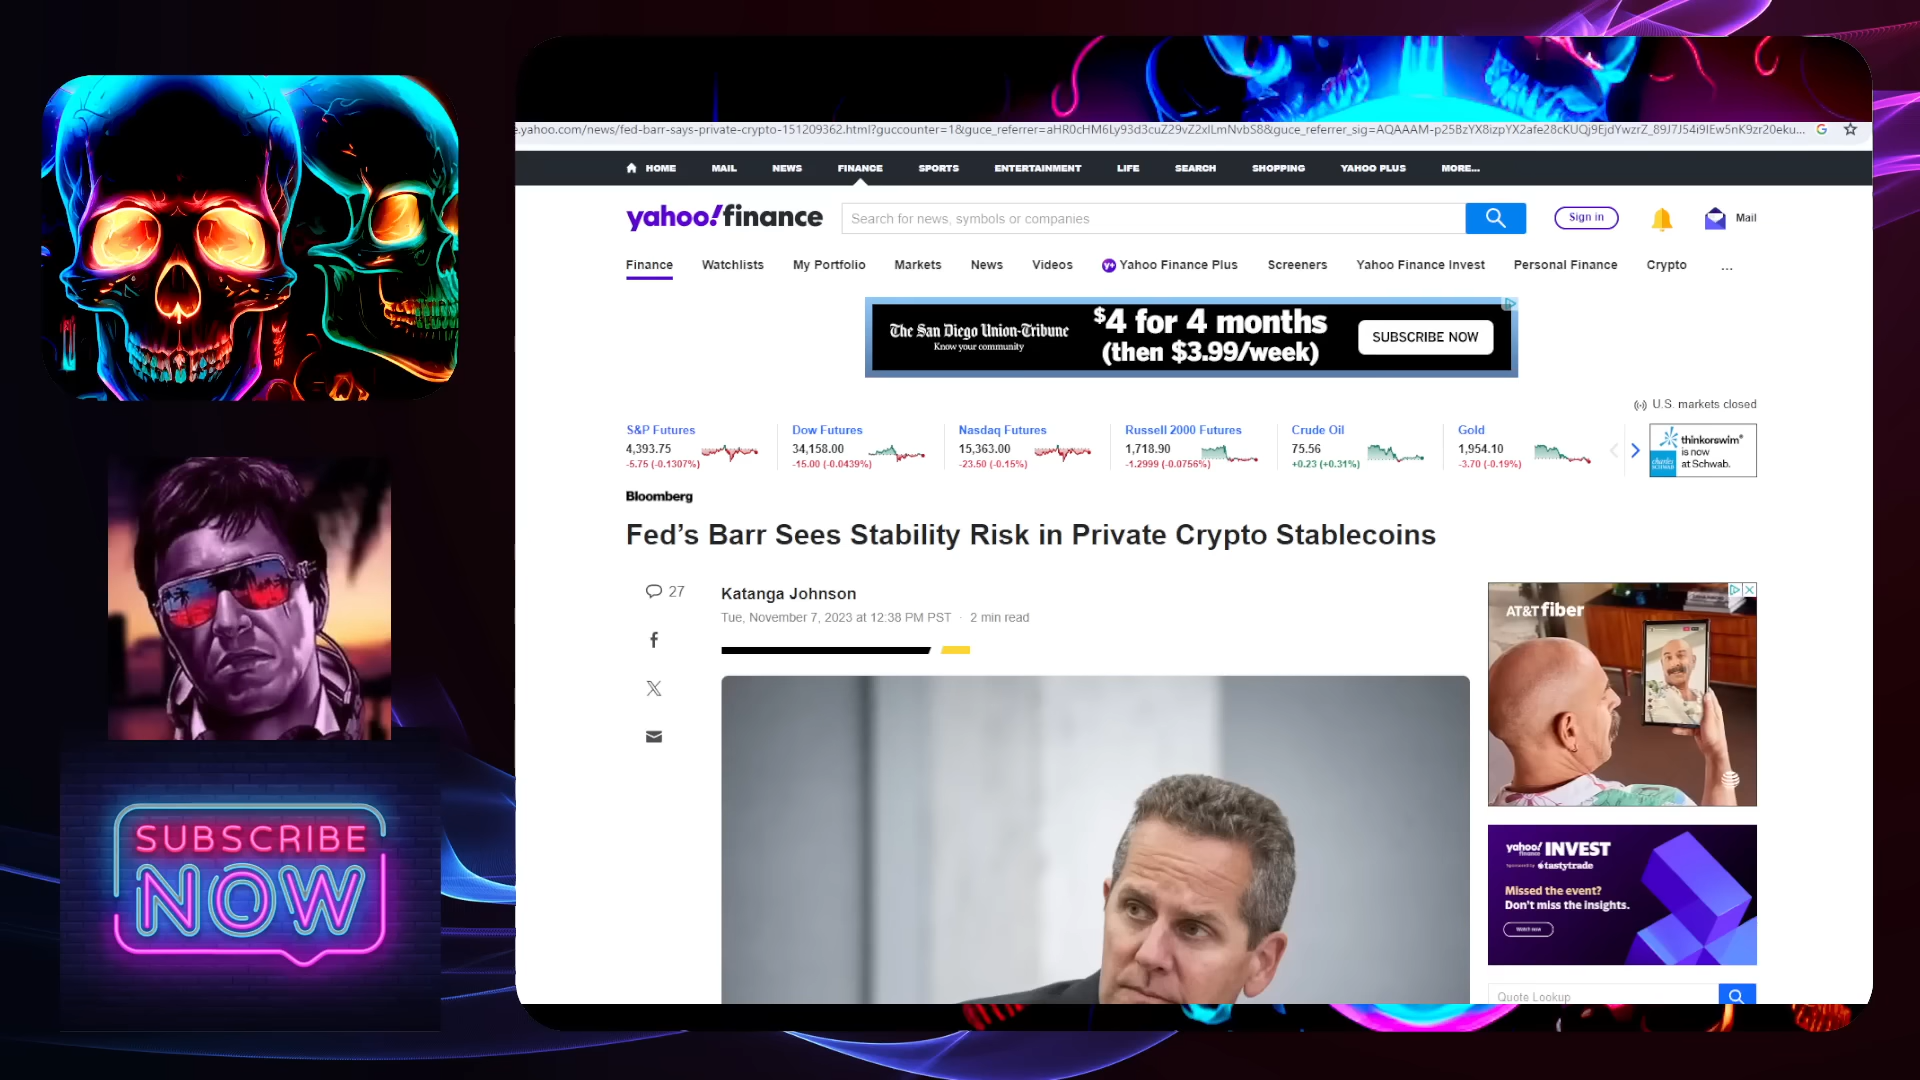 e.yahoo.com/news/fed-barr-says-private-crypto-151209362.html?guccounter=1&guce_referrer=aHR0cHM6Ly93d3cuZ29vZ2xlLmNvbS8&guce_referrer_sig=
HOME MAIL NEWS FINANCE SPORTS ENTERTAINMENT LIFE SEARCH SHOPPING YAHOO PLUS MORE...
yahoo!finance
Search for news, symbols or companies
Sign in
Mail
Finance Watchlists My Portfolio Markets News Videos Yahoo Finance Plus Screeners Yahoo Finance Invest Personal Finance Crypto ...
The San Diego Union-Tribune
Know your community
$4 for 4 months
(then $3.99/week)
SUBSCRIBE NOW
U.S. markets closed
S&P Futures
4,393.75
-5.75 (-0.1307%)
Dow Futures
34,158.00
-15.00 (-0.0439%)
Nasdaq Futures
15,363.00
-23.50 (-0.15%)
Russell 2000 Futures
1,718.90
-1.2999 (-0.0756%)
Crude Oil
75.56
+0.23 (+0.31%)
Gold
1,954.10
-3.70 (-0.19%)
thinkorswim®
is now
at Schwab.
charles
SCHWAB
Bloomberg
Fed's Barr Sees Stability Risk in Private Crypto Stablecoins
27
Katanga Johnson
Tue, November 7, 2023 at 12:38 PM PST · 2 min read
AT&T fiber
yahoo! finance INVEST
Sponsored by tastytrade
Missed the event?
Don't miss the insights.
Watch now
Quote Lookup
SUBSCRIBE
NOW